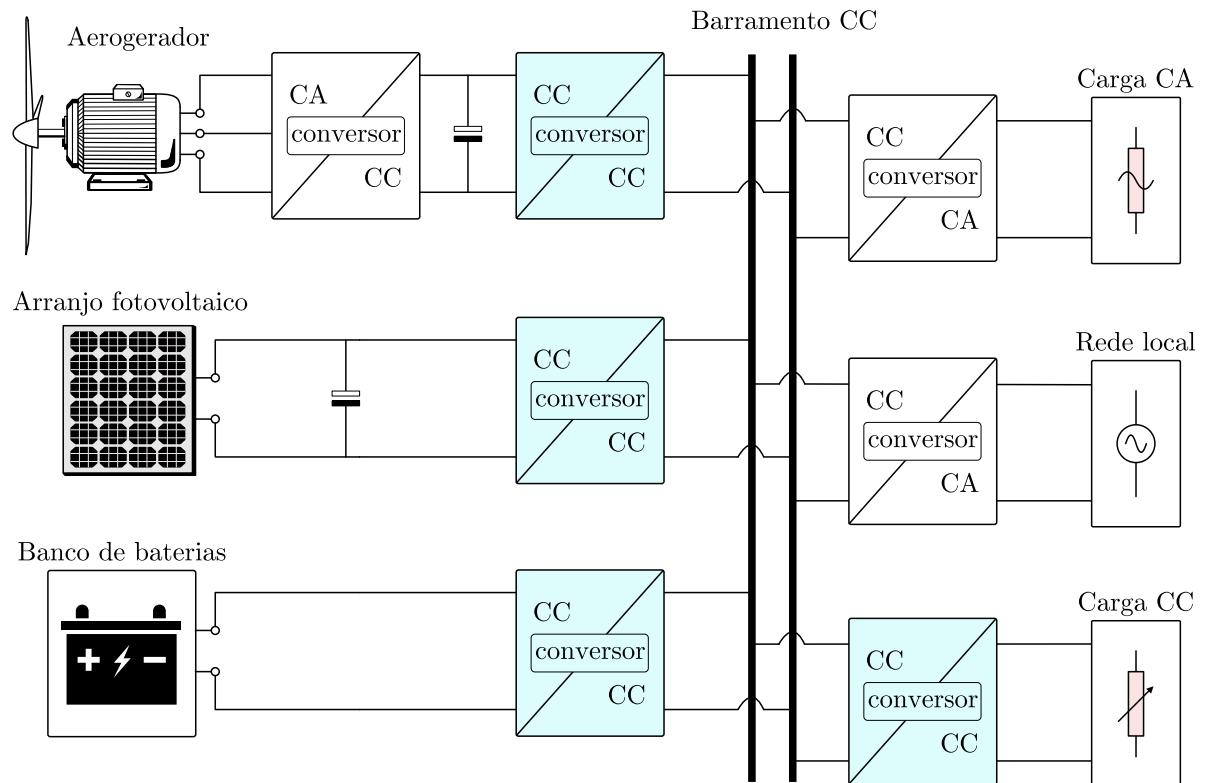 Barramento CC
Aerogerador
CA
conversor
CC
CC
conversor
CC
Carga CA
CC
conversor
CA
Arranjo fotovoltaico
CC
conversor
CC
Rede local
CC
conversor
CA
Banco de baterias
CC
conversor
CC
Carga CC
CC
conversor
CC